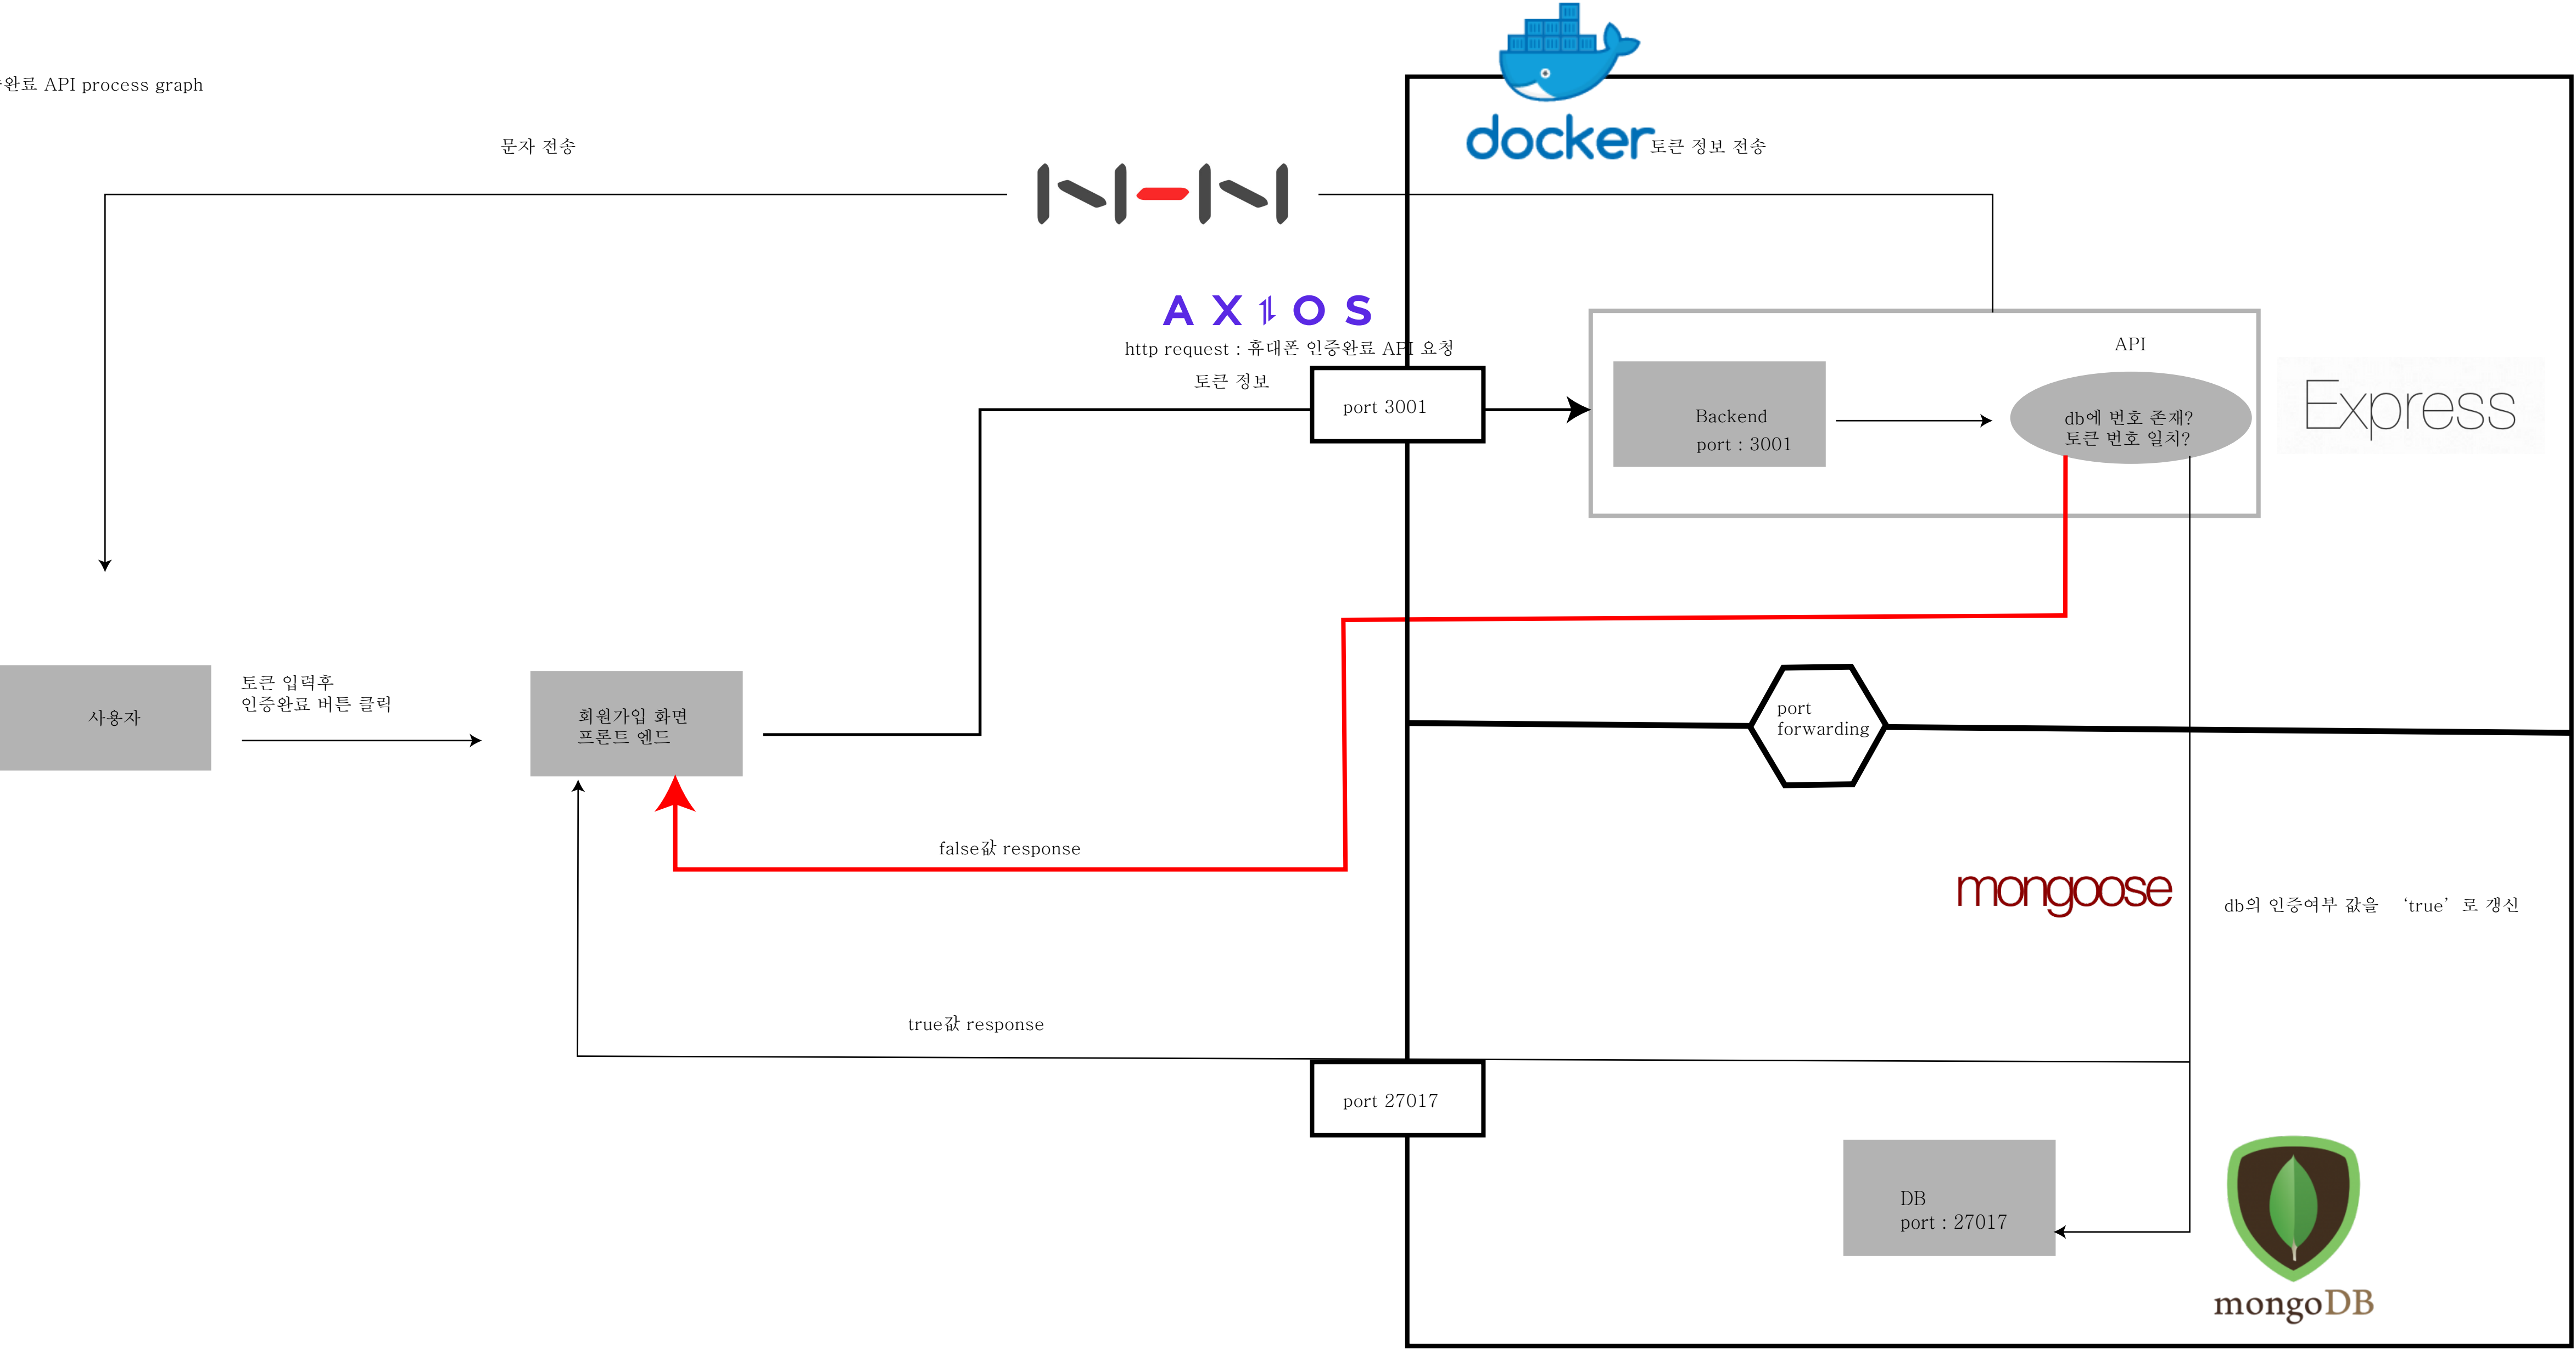 완료 API process graph
문자 전송
docker
토큰 정보 전송
NHN
AXIOS
http request : 휴대폰 인증완료 API 요청
토큰 정보
port 3001
API
Backend
port : 3001
db에 번호 존재?
토큰 번호 일치?
Express
사용자
토큰 입력후
인증완료 버튼 클릭
회원가입 화면
프론트 엔드
port
forwarding
false값 response
mongoose
db의 인증여부 값을 ‘true’로 갱신
true값 response
port 27017
DB
port : 27017
mongoDB